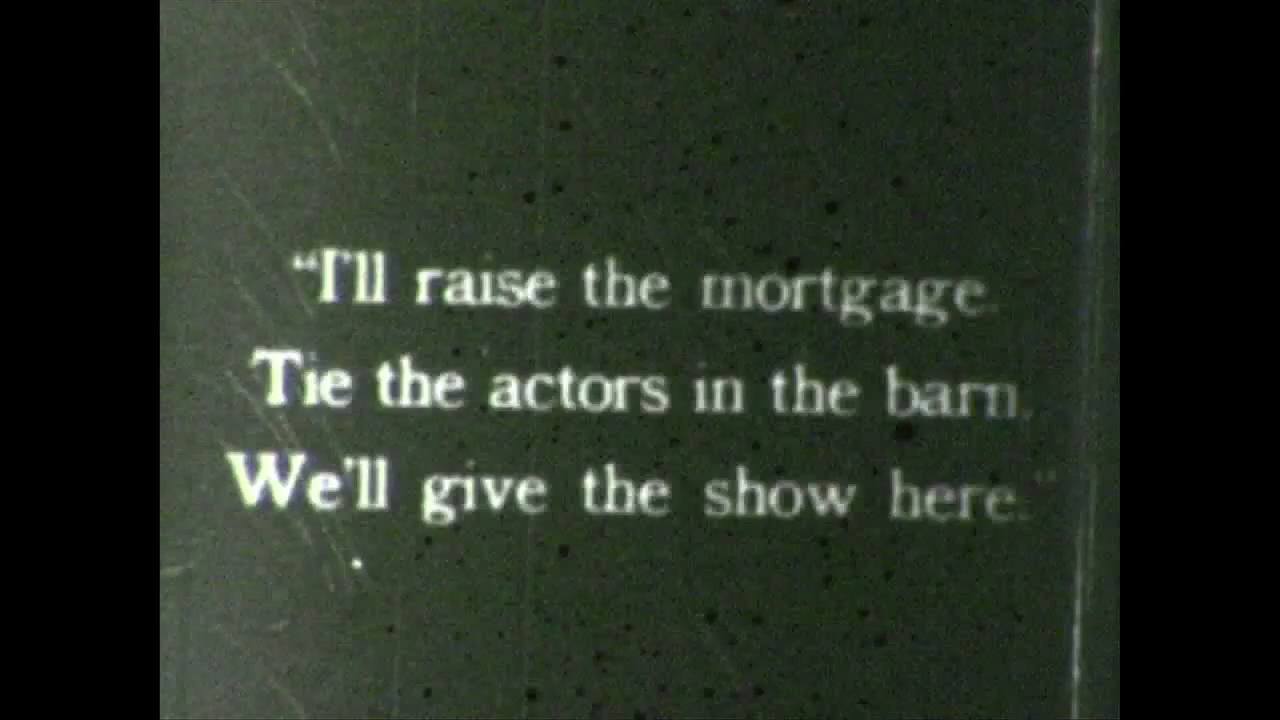 "I'll raise the mortgage.
Tie the actors in the barn.
We'll give the show here."